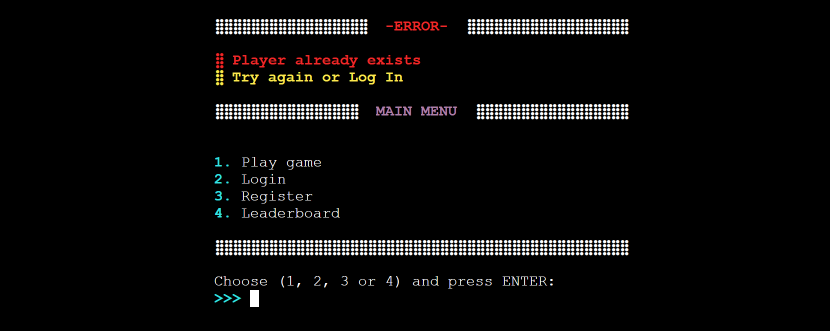 -ERROR-
Player already exists
Try again or Log In
MAIN MENU
1. Play game
2. Login
3. Register
4. Leaderboard
Choose (1, 2, 3 or 4) and press ENTER:
>>>